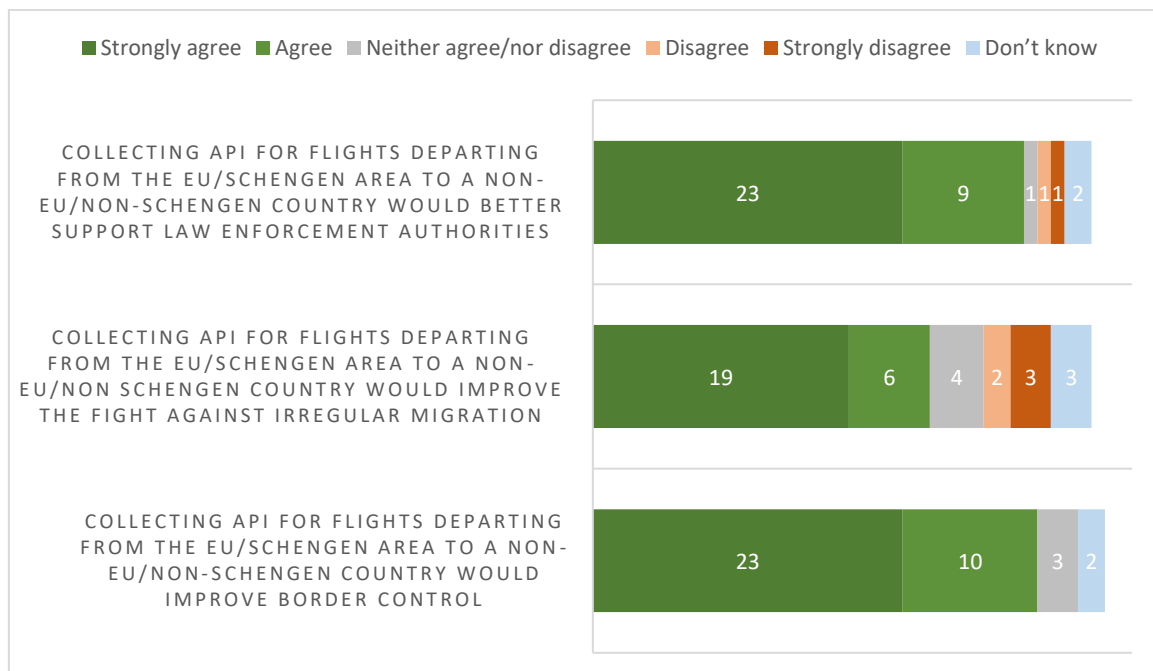 Strongly agree Agree Neither agree/nor disagree Disagree Strongly disagree Don’t know
COLLECTING API FOR FLIGHTS DEPARTING
FROM THE EU/SCHENGEN AREA TO A NON-
EU/NON-SCHENGEN COUNTRY WOULD BETTER
SUPPORT LAW ENFORCEMENT AUTHORITIES
23 9 1 1 1 2
COLLECTING API FOR FLIGHTS DEPARTING
FROM THE EU/SCHENGEN AREA TO A NON-
EU/NON SCHENGEN COUNTRY WOULD IMPROVE
THE FIGHT AGAINST IRREGULAR MIGRATION
19 6 4 2 3 3
COLLECTING API FOR FLIGHTS DEPARTING
FROM THE EU/SCHENGEN AREA TO A NON-
EU/NON-SCHENGEN COUNTRY WOULD
IMPROVE BORDER CONTROL
23 10 3 2